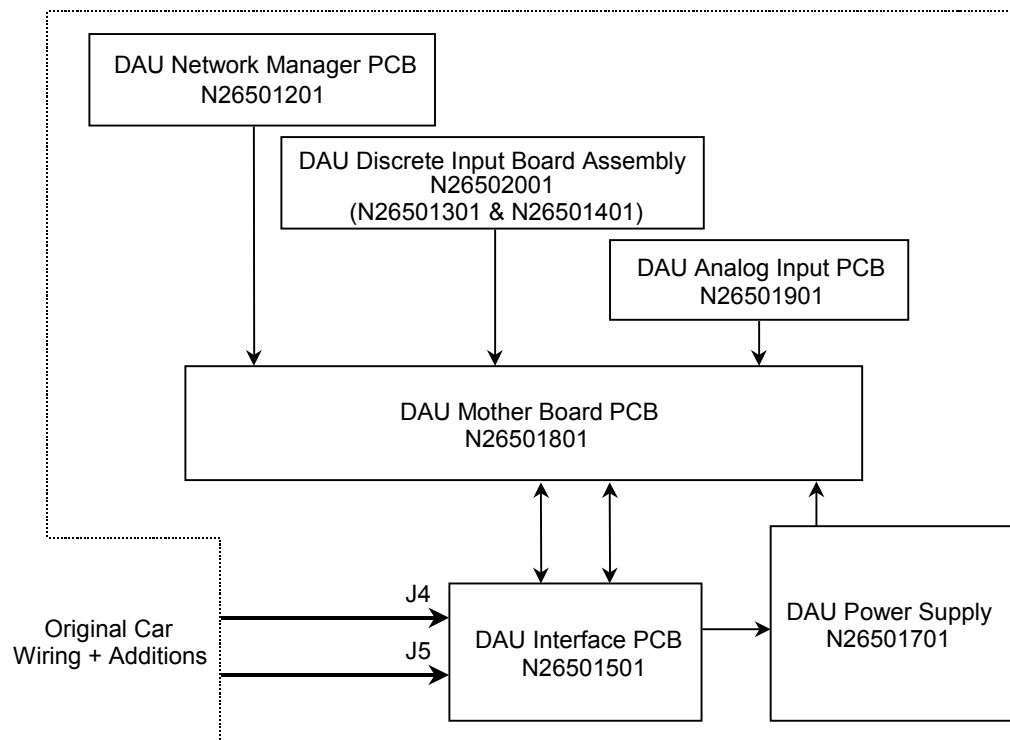 DAU Network Manager PCB
N26501201
DAU Discrete Input Board Assembly
N26502001
(N26501301 & N26501401)
DAU Analog Input PCB
N26501901
DAU Mother Board PCB
N26501801
J4
J5
Original Car
Wiring + Additions
DAU Interface PCB
N26501501
DAU Power Supply
N26501701